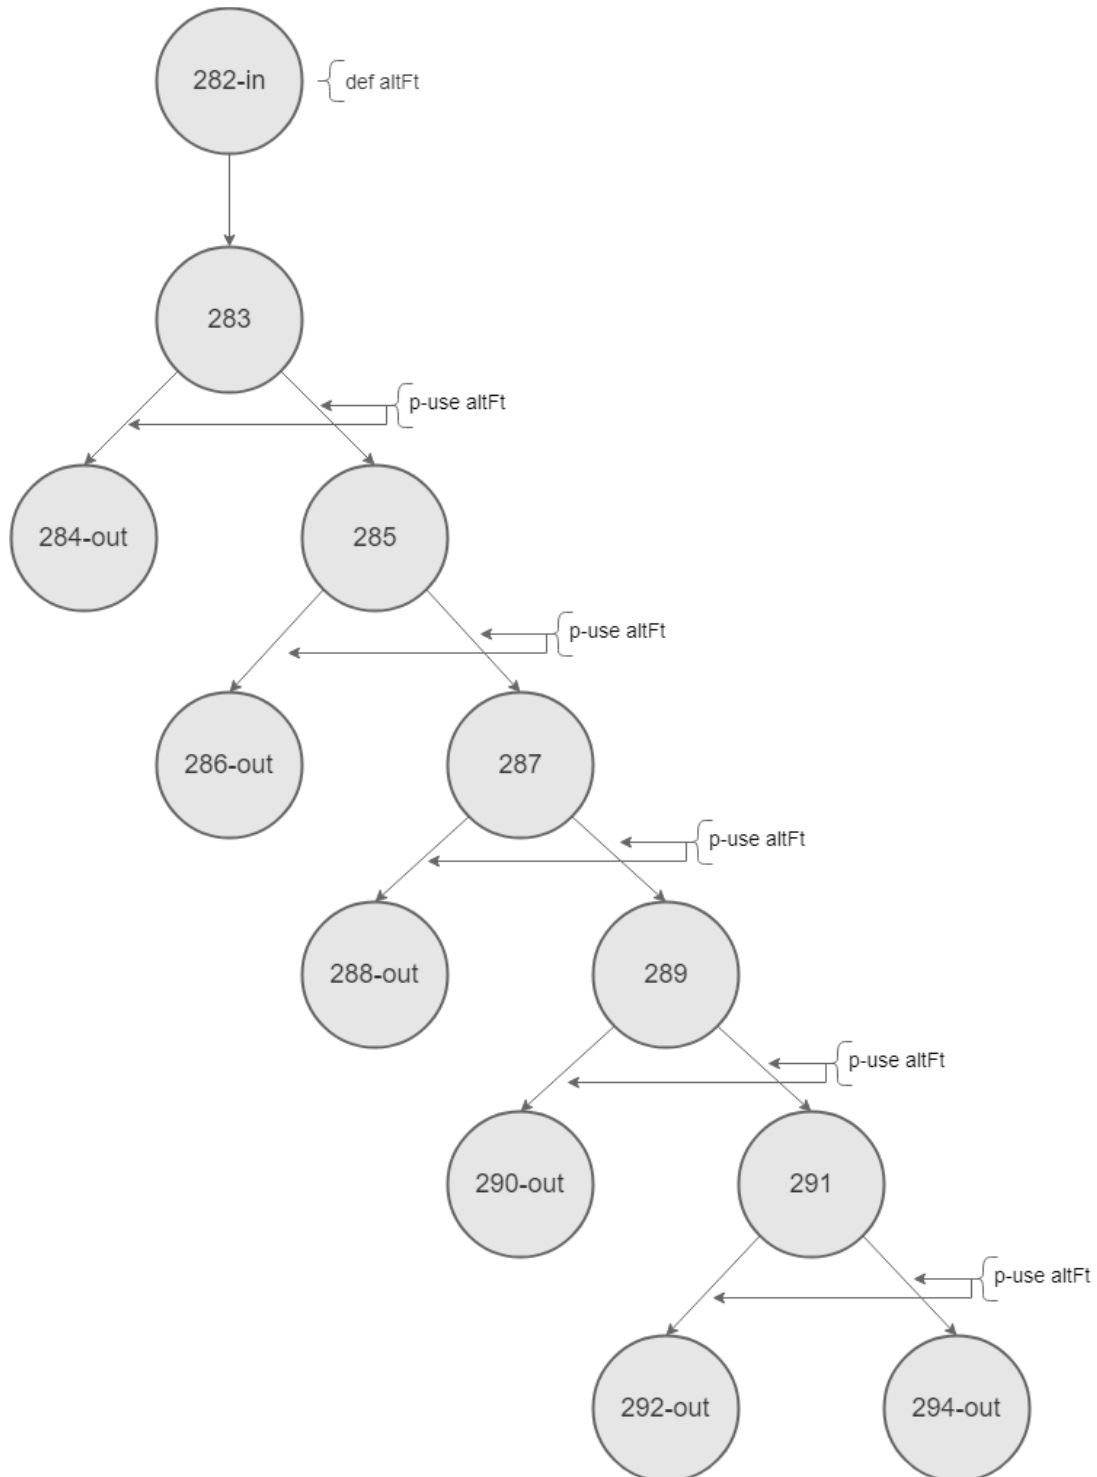 282-in
def altFt
283
p-use altFt
284-out
285
p-use altFt
286-out
287
p-use altFt
288-out
289
p-use altFt
290-out
291
p-use altFt
292-out
294-out